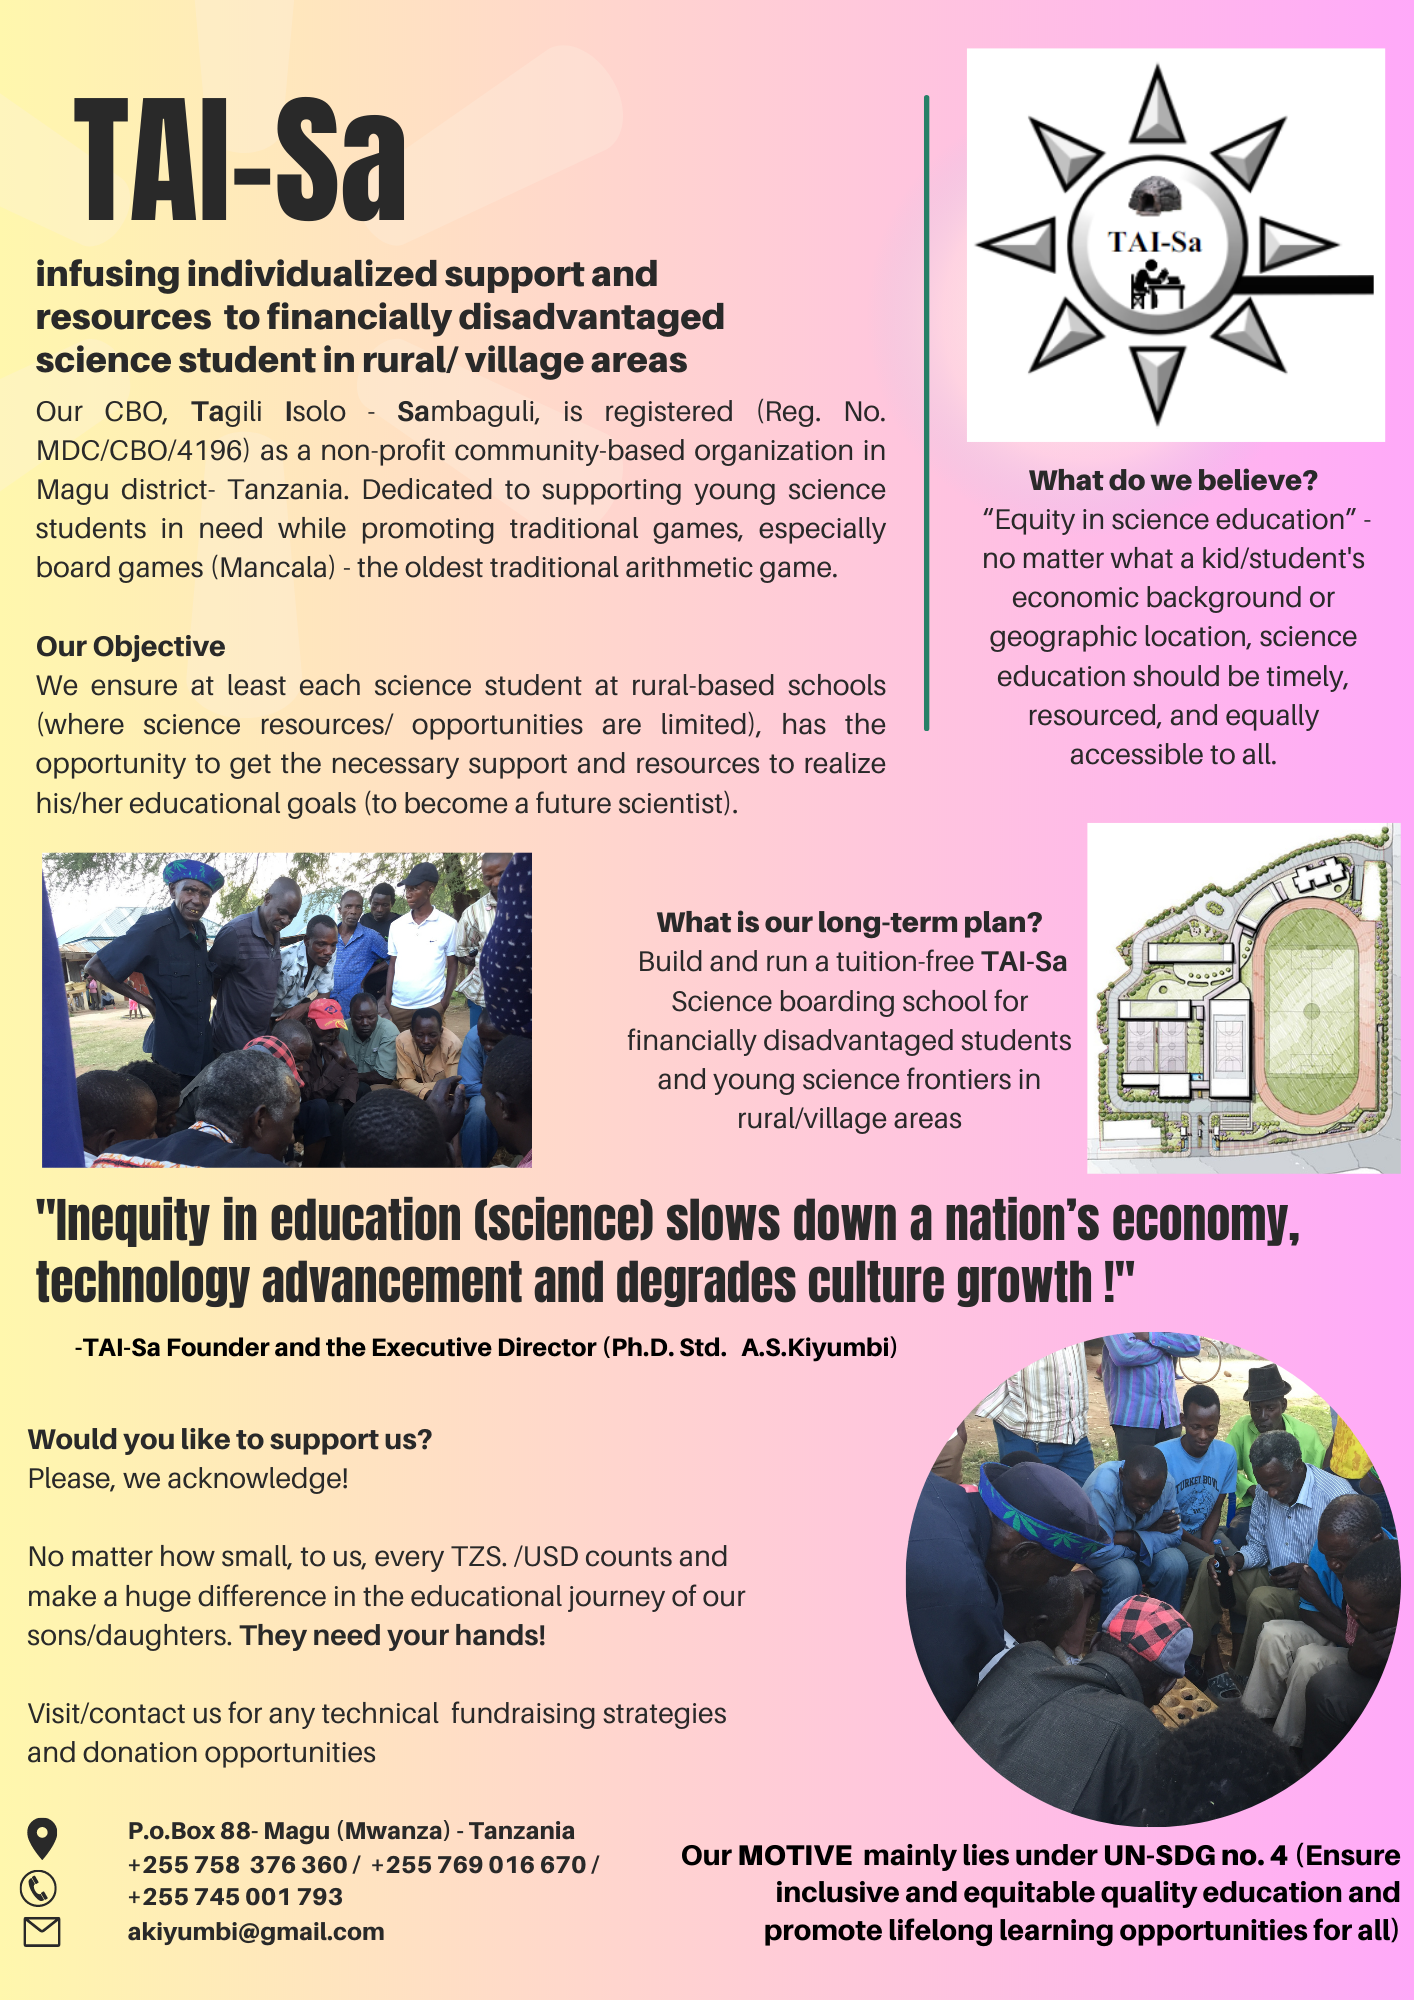 TAI-Sa
infusing individualized support and
resources to financially disadvantaged
science student in rural/ village areas
Our CBO, Tagili Isolo - Sambaguli, is registered (Reg. No.
MDC/CBO/4196) as a non-profit community-based organization in
Magu district- Tanzania. Dedicated to supporting young science
students in need while promoting traditional games, especially
board games (Mancala) - the oldest traditional arithmetic game.
Our Objective
We ensure at least each science student at rural-based schools
(where science resources/ opportunities are limited), has the
opportunity to get the necessary support and resources to realize
his/her educational goals (to become a future scientist).
TAI-Sa
What do we believe?
“Equity in science education” -
no matter what a kid/student's
economic background or
geographic location, science
education should be timely,
resourced, and equally
accessible to all.
What is our long-term plan?
Build and run a tuition-free TAI-Sa
Science boarding school for
financially disadvantaged students
and young science frontiers in
rural/village areas
"Inequity in education (science) slows down a nation’s economy,
technology advancement and degrades culture growth !"
-TAI-Sa Founder and the Executive Director (Ph.D. Std. A.S.Kiyumbi)
Would you like to support us?
Please, we acknowledge!
No matter how small, to us, every TZS. /USD counts and
make a huge difference in the educational journey of our
sons/daughters. They need your hands!
Visit/contact us for any technical fundraising strategies
and donation opportunities
TURKEY BOWL
P.o.Box 88- Magu (Mwanza) - Tanzania
+255 758 376 360 / +255 769 016 670 /
+255 745 001 793
akiyumbi@gmail.com
Our MOTIVE mainly lies under UN-SDG no. 4 (Ensure
inclusive and equitable quality education and
promote lifelong learning opportunities for all)